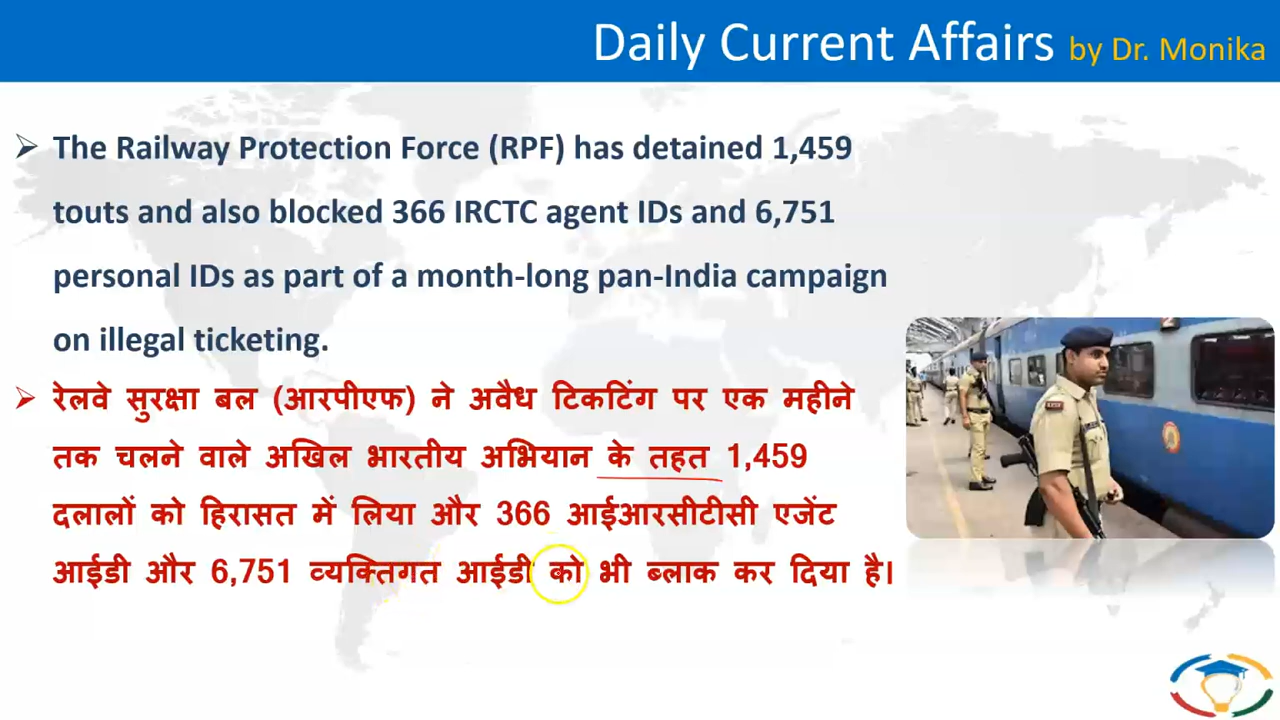 Daily Current Affairs by Dr. Monika
The Railway Protection Force (RPF) has detained 1,459
touts and also blocked 366 IRCTC agent IDs and 6,751
personal IDs as part of a month-long pan-India campaign
on illegal ticketing.
रेलवे सुरक्षा बल (आरपीएफ) ने अवैध टिकटिंग पर एक महीने
तक चलने वाले अखिल भारतीय अभियान के तहत 1,459
दलालों को हिरासत में लिया और 366 आईआरसीटीसी एजेंट
आईडी और 6,751 व्यक्तिगत आईडी को भी ब्लाक कर दिया है।